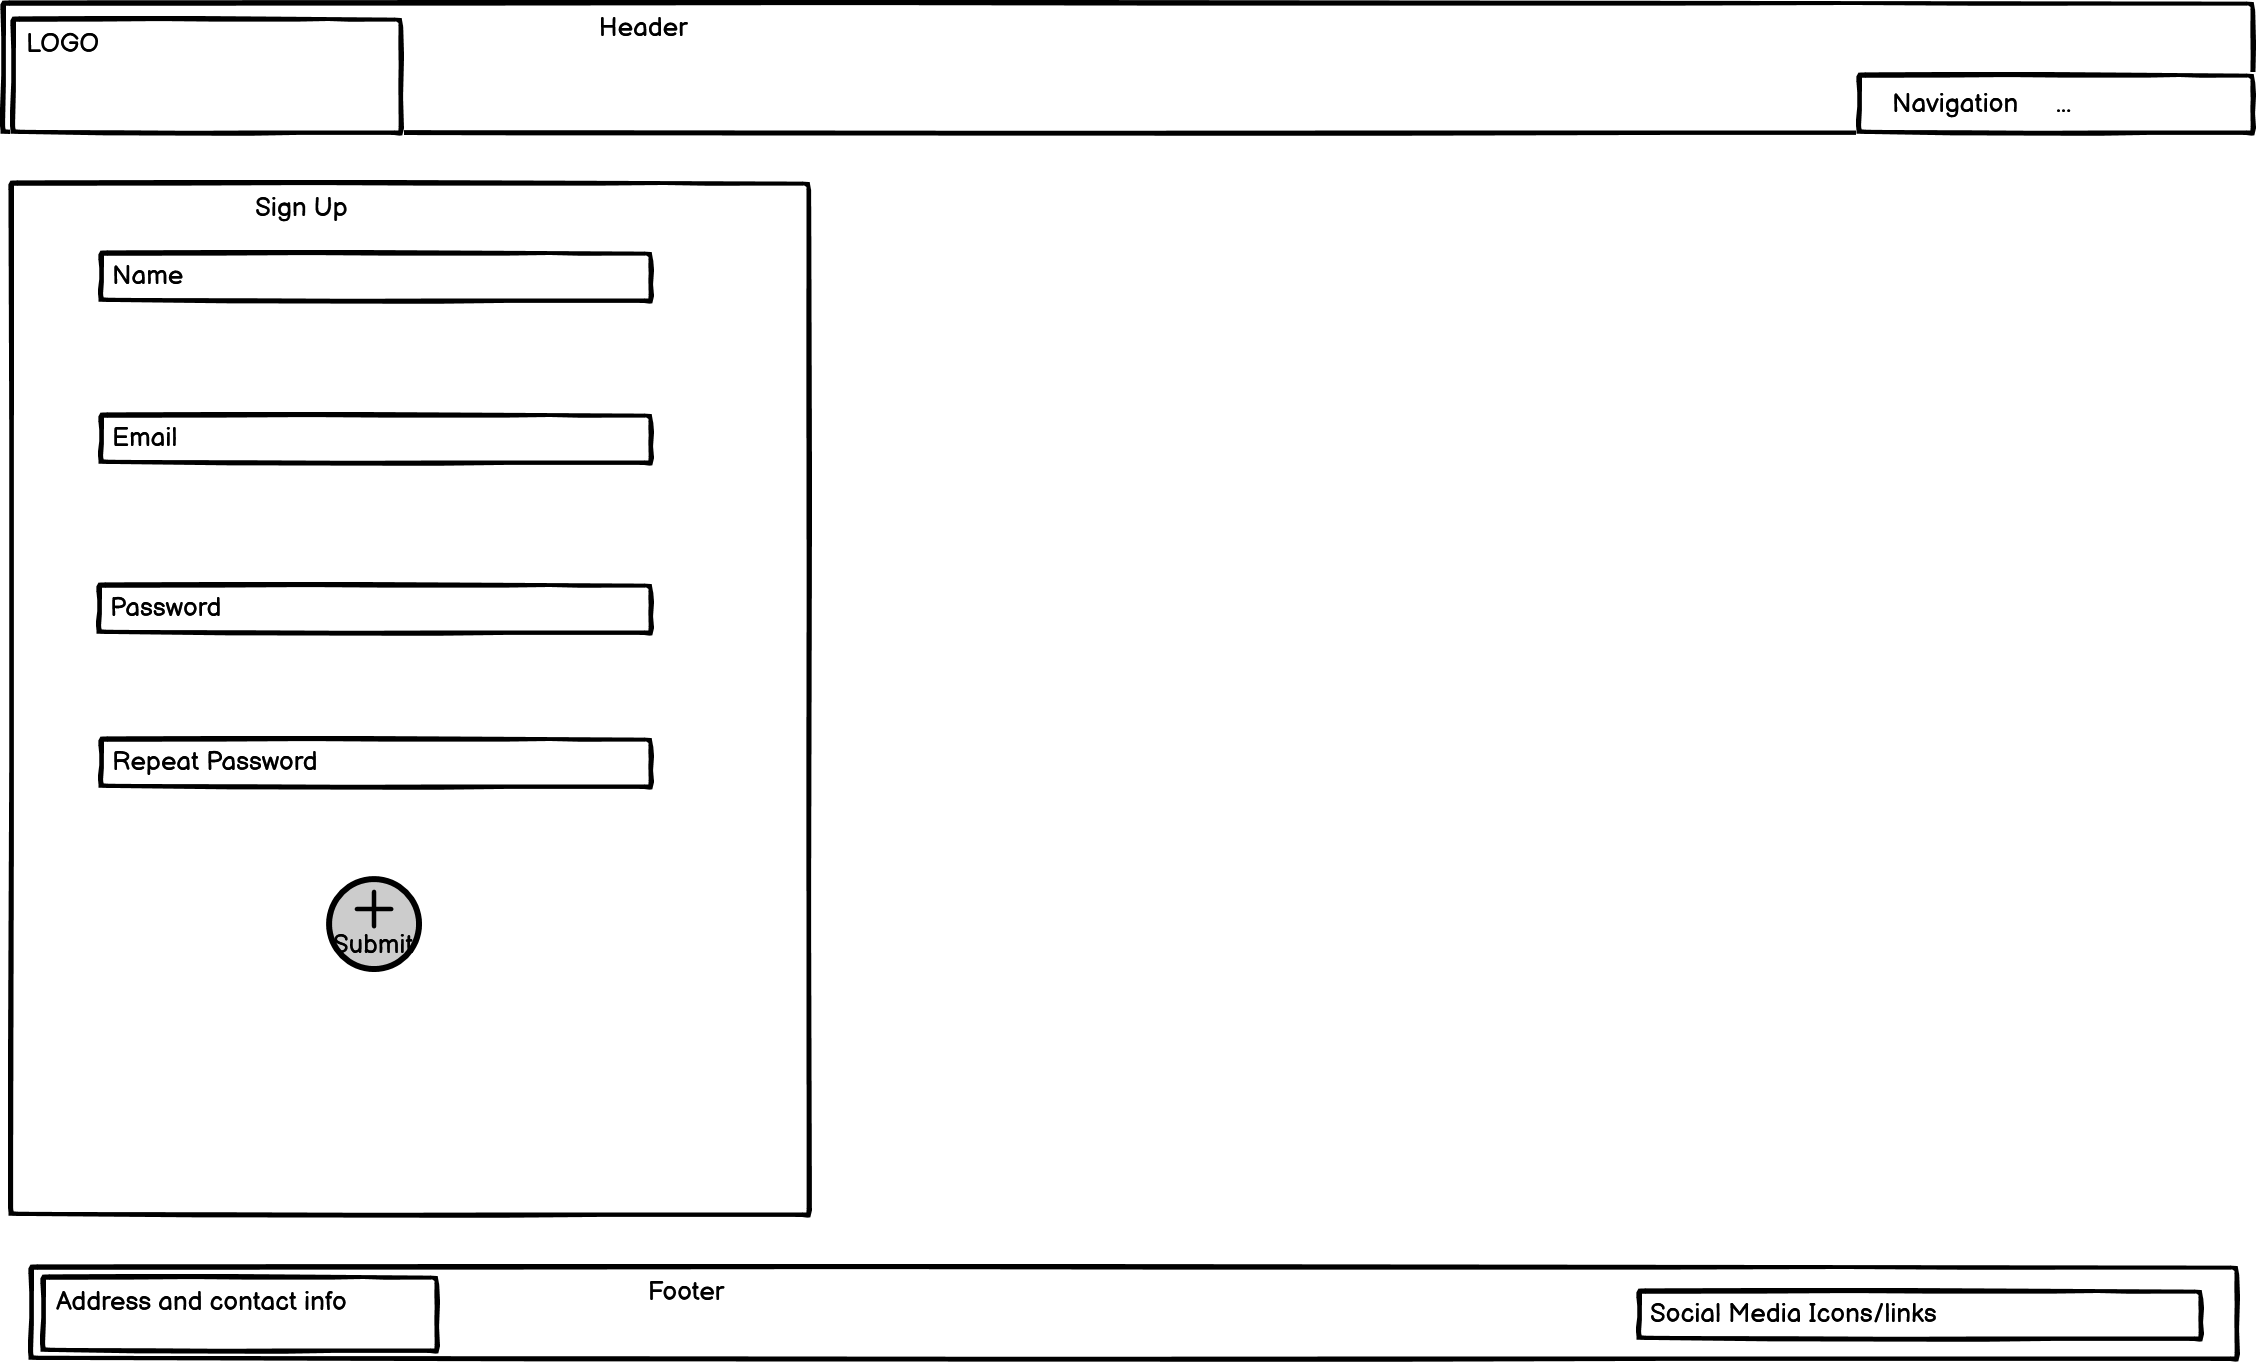 Header
LOGO
Navigation ...
Sign Up
Name
Email
Password
Repeat Password
Submit
Footer
Address and contact info
Social Media Icons/links